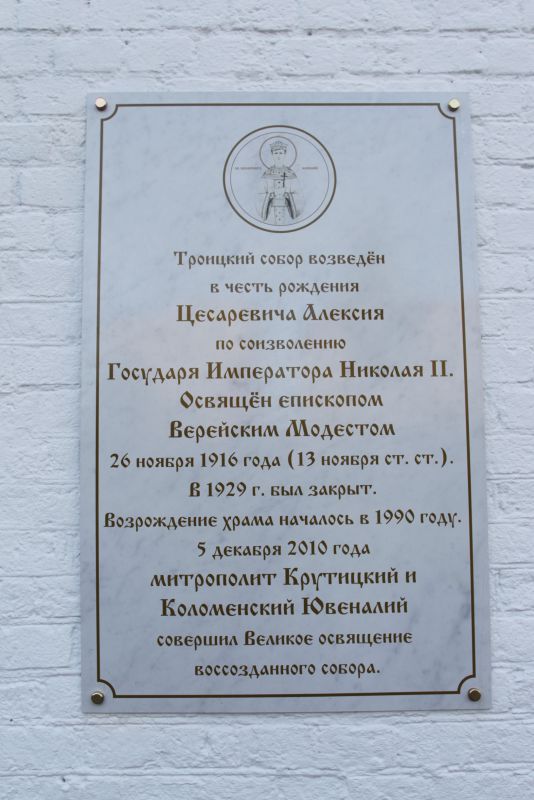 Троицкий собор возведён
в честь рождения
Цесаревича Алексия
по соизволению
Государя Императора Николая II.
Освящён епископом
Верейским Модестом
26 ноября 1916 года (13 ноября ст. ст.).
В 1929 г. был закрыт.
Возрождение храма началось в 1990 году.
5 декабря 2010 года
митрополит Крутицкий и
Коломенский Ювеналий
совершил Великое освящение
воссозданного собора.